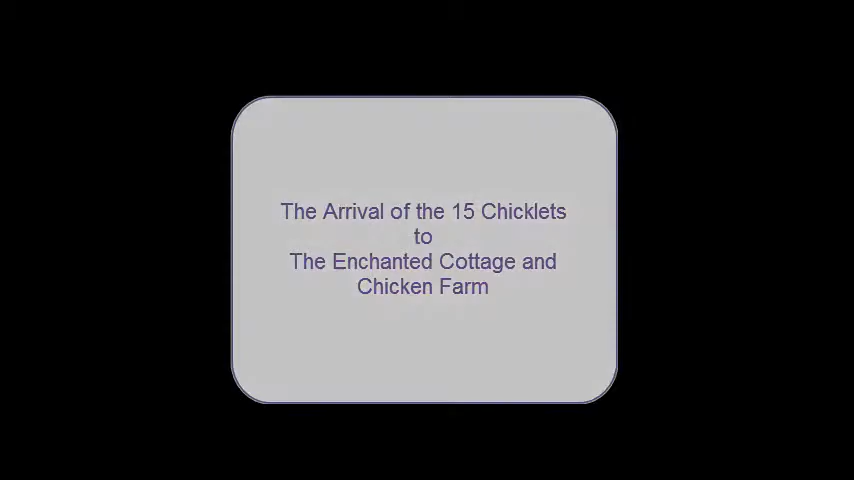 The Arrival of the 15 Chicklets
to
The Enchanted Cottage and
Chicken Farm